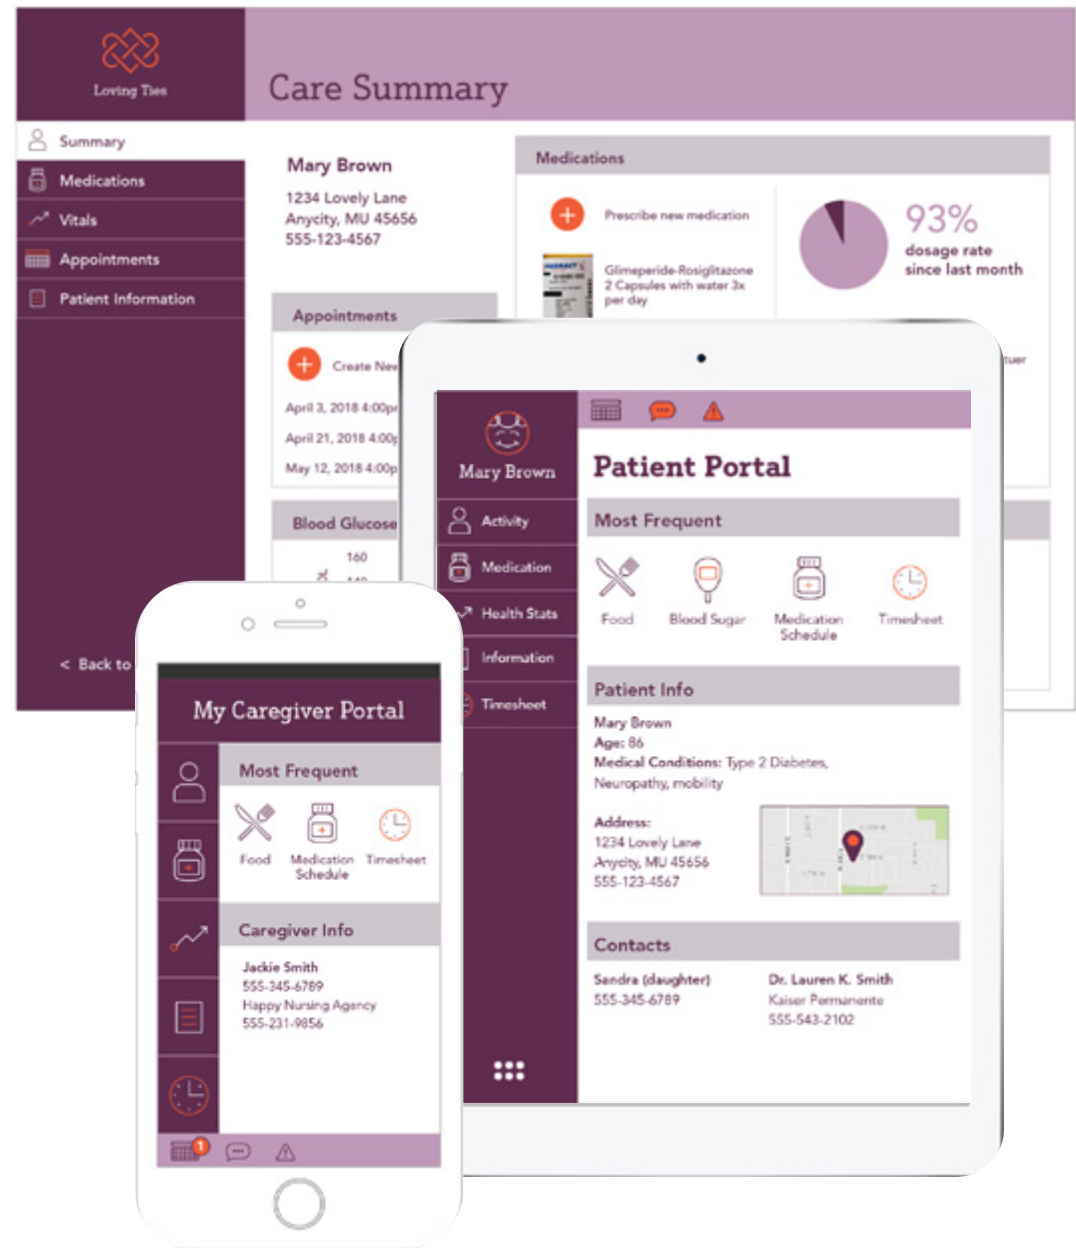 Loving Ties
Care Summary
Summary
Medications
Vitals
Appointments
Patient Information
< Back to
Mary Brown
1234 Lovely Lane
Anycity, MU 45656
555-123-4567
Medications
Prescribe new medication
Glimeperide-Rosiglitazone
2 Capsules with water 3x
per day
93%
dosage rate
since last month
Appointments
Create New
April 3, 2018 4:00p
April 21, 2018 4:00p
May 12, 2018 4:00p
Blood Glucose
160
Mary Brown
Activity
Medication
Health Stats
Information
Timesheet
Patient Portal
Most Frequent
Food
Blood Sugar
Medication
Schedule
Timesheet
Patient Info
Mary Brown
Age: 86
Medical Conditions: Type 2 Diabetes,
Neuropathy, mobility
Address:
1234 Lovely Lane
Anycity, MU 45656
555-123-4567
Contacts
Sandra (daughter)
555-345-6789
Dr. Lauren K. Smith
Kaiser Permanente
555-543-2102
My Caregiver Portal
Most Frequent
Food
Medication
Schedule
Timesheet
Caregiver Info
Jackie Smith
555-345-6789
Happy Nursing Agency
555-231-9856
1